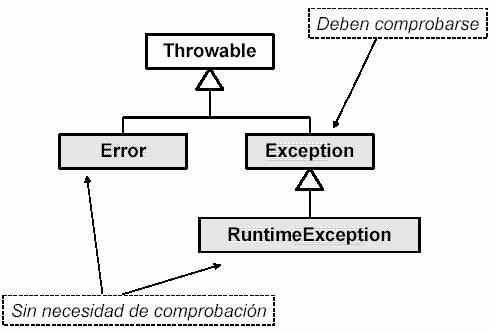 Deben comprobarse
Throwable
Error
Exception
RuntimeException
Sin necesidad de comprobación